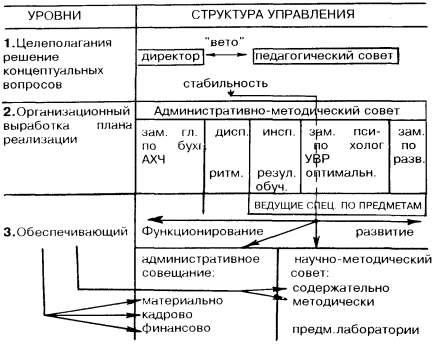 УРОВНИ СТРУКТУРА УПРАВЛЕНИЯ
1. Целеполагания
решение
концептуальных
вопросов
"вето"
директор педагогический совет
стабильность
2. Организационный
выработка плана
реализации
Административно-методический совет
зам. гл. дисп. инсп. зам. пси- зам.
по бухг. по холог по
АХЧ УВР разв.
ритм. резул. оптимальн.
обуч.
ВЕДУЩИЕ СПЕЦ. ПО ПРЕДМЕТАМ
3. Обеспечивающий Функционирование развитие
административное научно-методический
совещание: совет:
содержательно
материально методически
кадрово
финансово предм. лаборатории